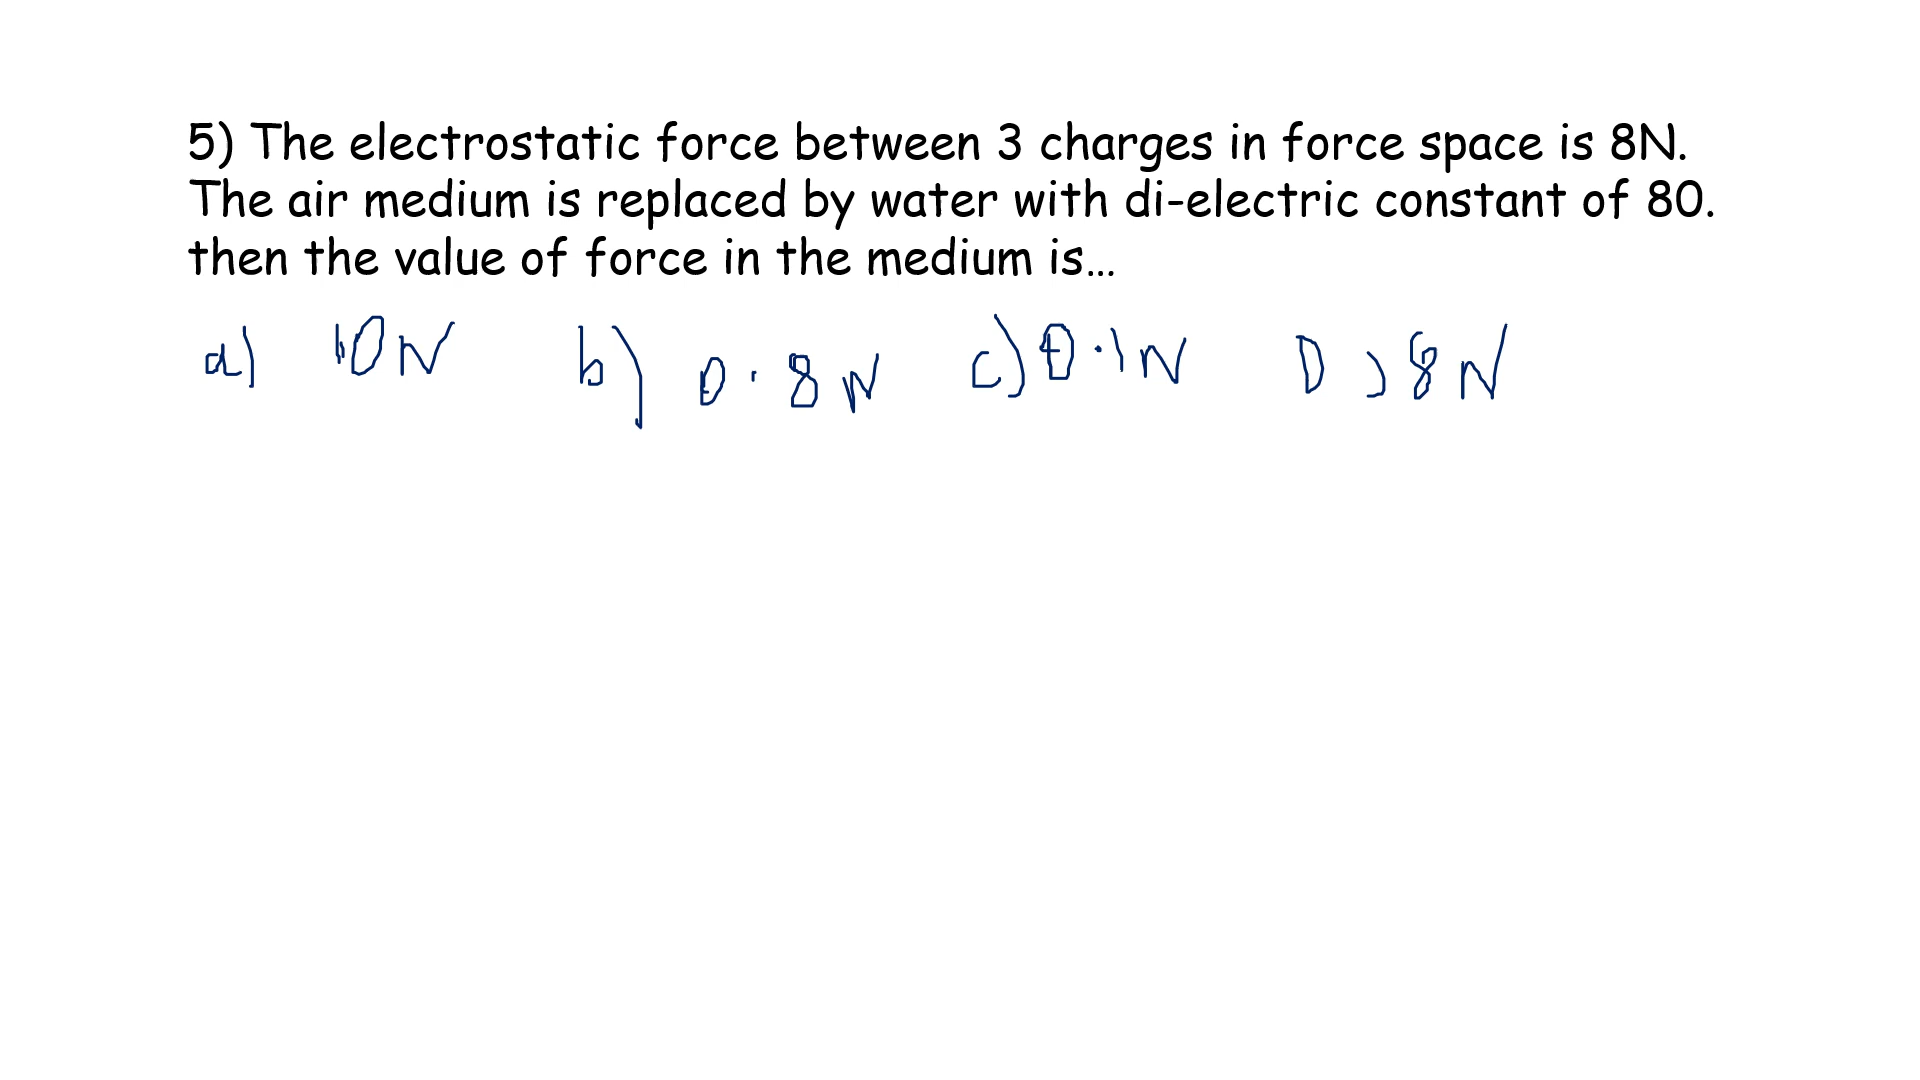 5) The electrostatic force between 3 charges in force space is 8N.
The air medium is replaced by water with di-electric constant of 80.
then the value of force in the medium is...
a) 10N b) 0.8N c) 0.1N D) 8N